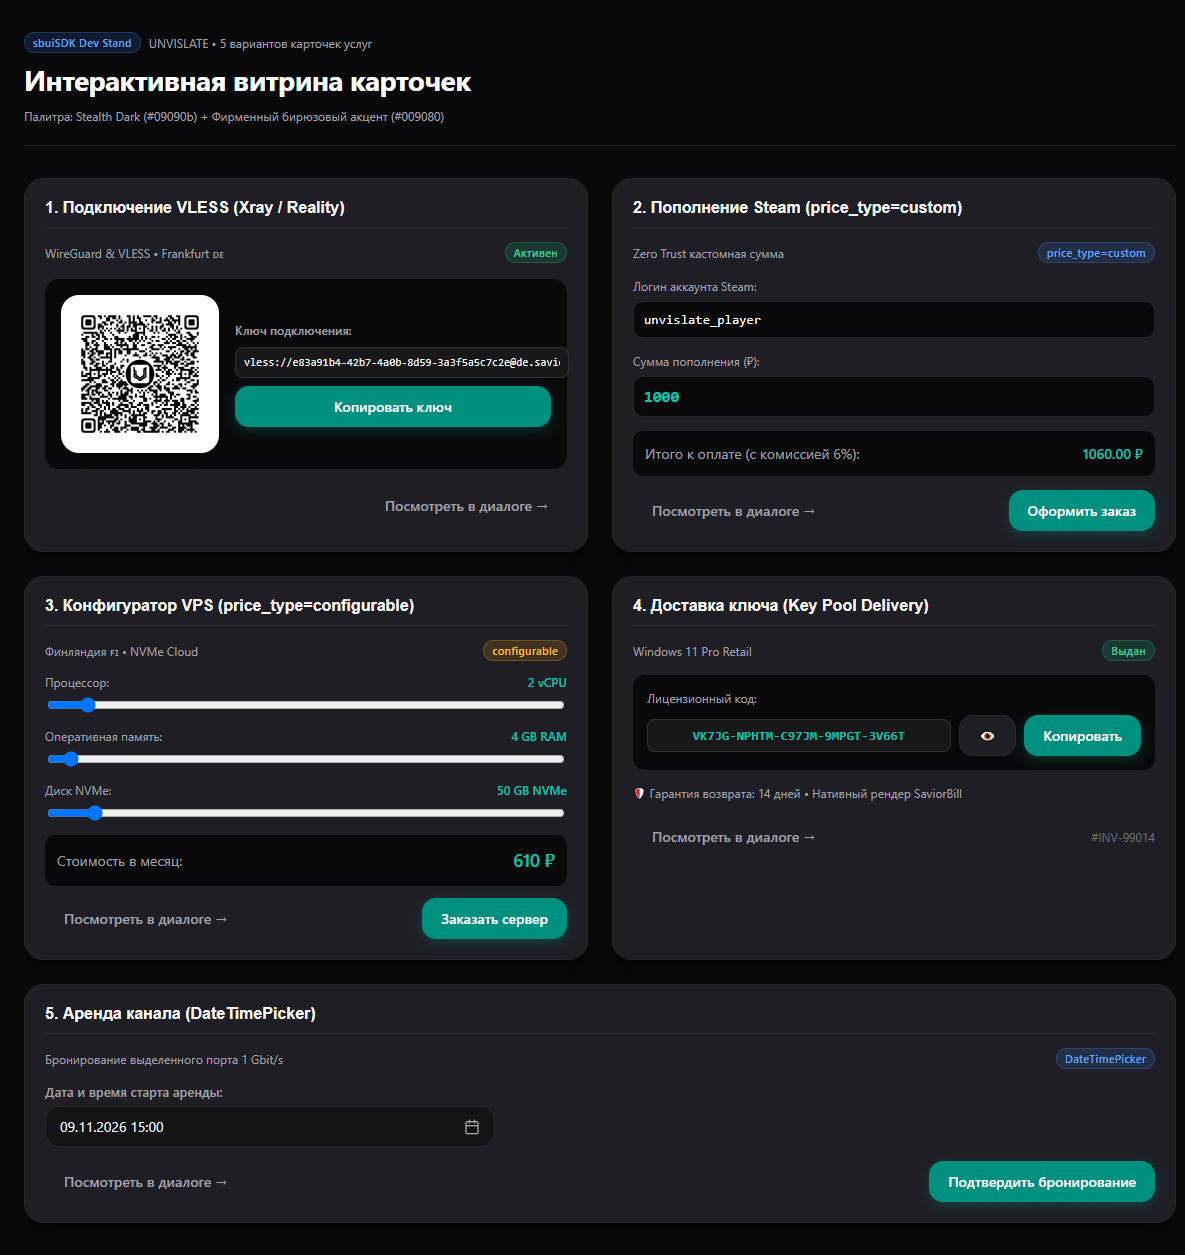 sbuiSDK Dev Stand UNVISLATE • 5 вариантов карточек услуг
Интерактивная витрина карточек
Палитра: Stealth Dark (#09090b) + Фирменный бирюзовый акцент (#009080)
1. Подключение VLESS (Xray / Reality)
WireGuard & VLESS • Frankfurt DE
Активен
Ключ подключения:
vless://e83a91b4-42b7-4a0b-8d59-3a3f5a5c7c2e@de.savi
Копировать ключ
Посмотреть в диалоге →
2. Пополнение Steam (price_type=custom)
Zero Trust кастомная сумма
price_type=custom
Логин аккаунта Steam:
unvislate_player
Сумма пополнения (₽):
1000
Итого к оплате (с комиссией 6%): 1060.00 ₽
Посмотреть в диалоге →
Оформить заказ
3. Конфигуратор VPS (price_type=configurable)
Финляндия FI • NVMe Cloud
configurable
Процессор: 2 vCPU
Оперативная память: 4 GB RAM
Диск NVMe: 50 GB NVMe
Стоимость в месяц: 610 ₽
Посмотреть в диалоге →
Заказать сервер
4. Доставка ключа (Key Pool Delivery)
Windows 11 Pro Retail
Выдан
Лицензионный код:
VK7JG-NPHTM-C97JM-9MPGT-3V66T
Копировать
Гарантия возврата: 14 дней • Нативный рендер SaviorBill
Посмотреть в диалоге →
#INV-99014
5. Аренда канала (DateTimePicker)
Бронирование выделенного порта 1 Gbit/s
DateTimePicker
Дата и время старта аренды:
09.11.2026 15:00
Посмотреть в диалоге →
Подтвердить бронирование